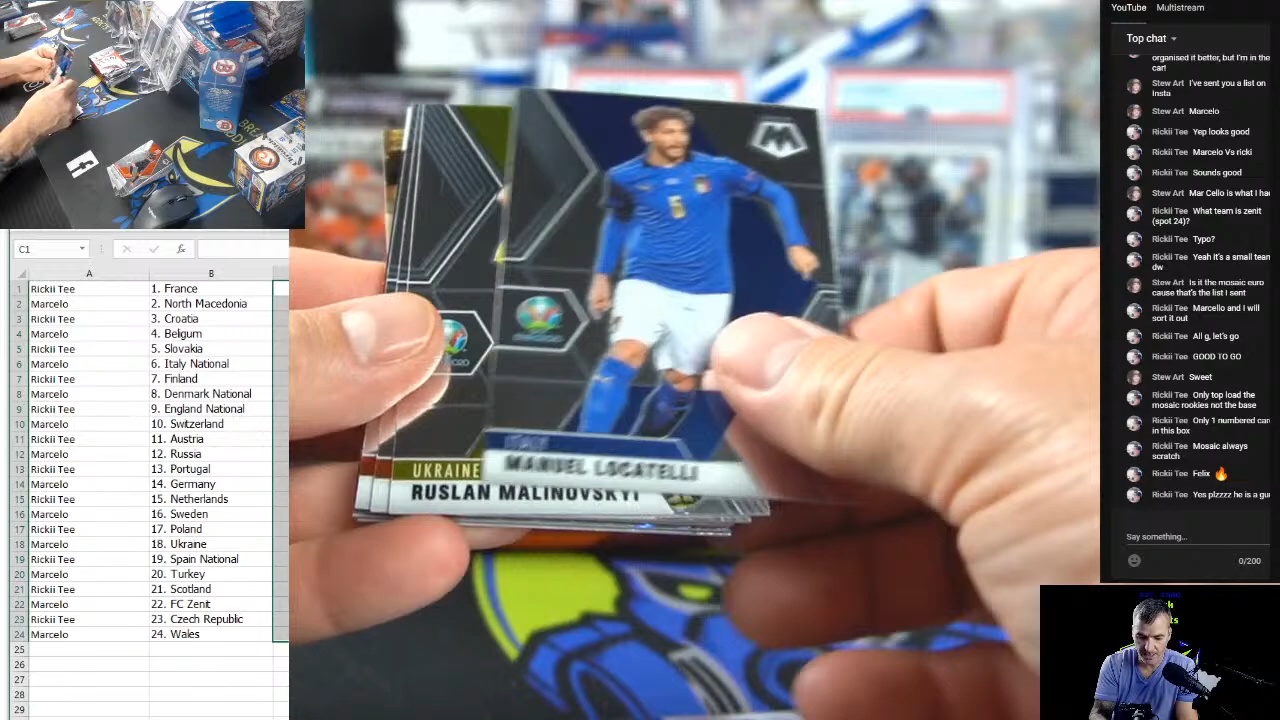 YouTube Multistream
Top chat
organised it better, but I'm in the
car!
Stew Art I've sent you a list on
Insta
Stew Art Marcelo
Rickii Tee Yep looks good
Rickii Tee Marcelo Vs ricki
Rickii Tee Sounds good
Stew Art Mar Cello is what I ha
Rickii Tee What team is zenit
(spot 24)?
Rickii Tee Typo?
Rickii Tee Yeah it's a small team
dw
Stew Art Is it the mosaic euro
cause that's the list I sent
Rickii Tee Marcello and I will
sort it out
Rickii Tee All g, let's go
Rickii Tee GOOD TO GO
Stew Art Sweet
Rickii Tee Only top load the
mosaic rookies not the base
Rickii Tee Only 1 numbered car
in this box
Rickii Tee Mosaic always
scratch
Rickii Tee Felix 🔥
Rickii Tee Yes plzzz he is a gu
Say something...
0/200
C1 fx
A B
1 Rickii Tee 1. France
2 Marcelo 2. North Macedonia
3 Rickii Tee 3. Croatia
4 Marcelo 4. Beligum
5 Rickii Tee 5. Slovakia
6 Marcelo 6. Italy National
7 Rickii Tee 7. Finland
8 Marcelo 8. Denmark National
9 Rickii Tee 9. England National
10 Marcelo 10. Switzerland
11 Rickii Tee 11. Austria
12 Marcelo 12. Russia
13 Rickii Tee 13. Portugal
14 Marcelo 14. Germany
15 Rickii Tee 15. Netherlands
16 Marcelo 16. Sweden
17 Rickii Tee 17. Poland
18 Marcelo 18. Ukraine
19 Rickii Tee 19. Spain National
20 Marcelo 20. Turkey
21 Rickii Tee 21. Scotland
22 Marcelo 22. FC Zenit
23 Rickii Tee 23. Czech Republic
24 Marcelo 24. Wales
25
26
27
28
29
MANUEL LOCATELLI
UKRAINE
RUSLAN MALINOVSKYI
5